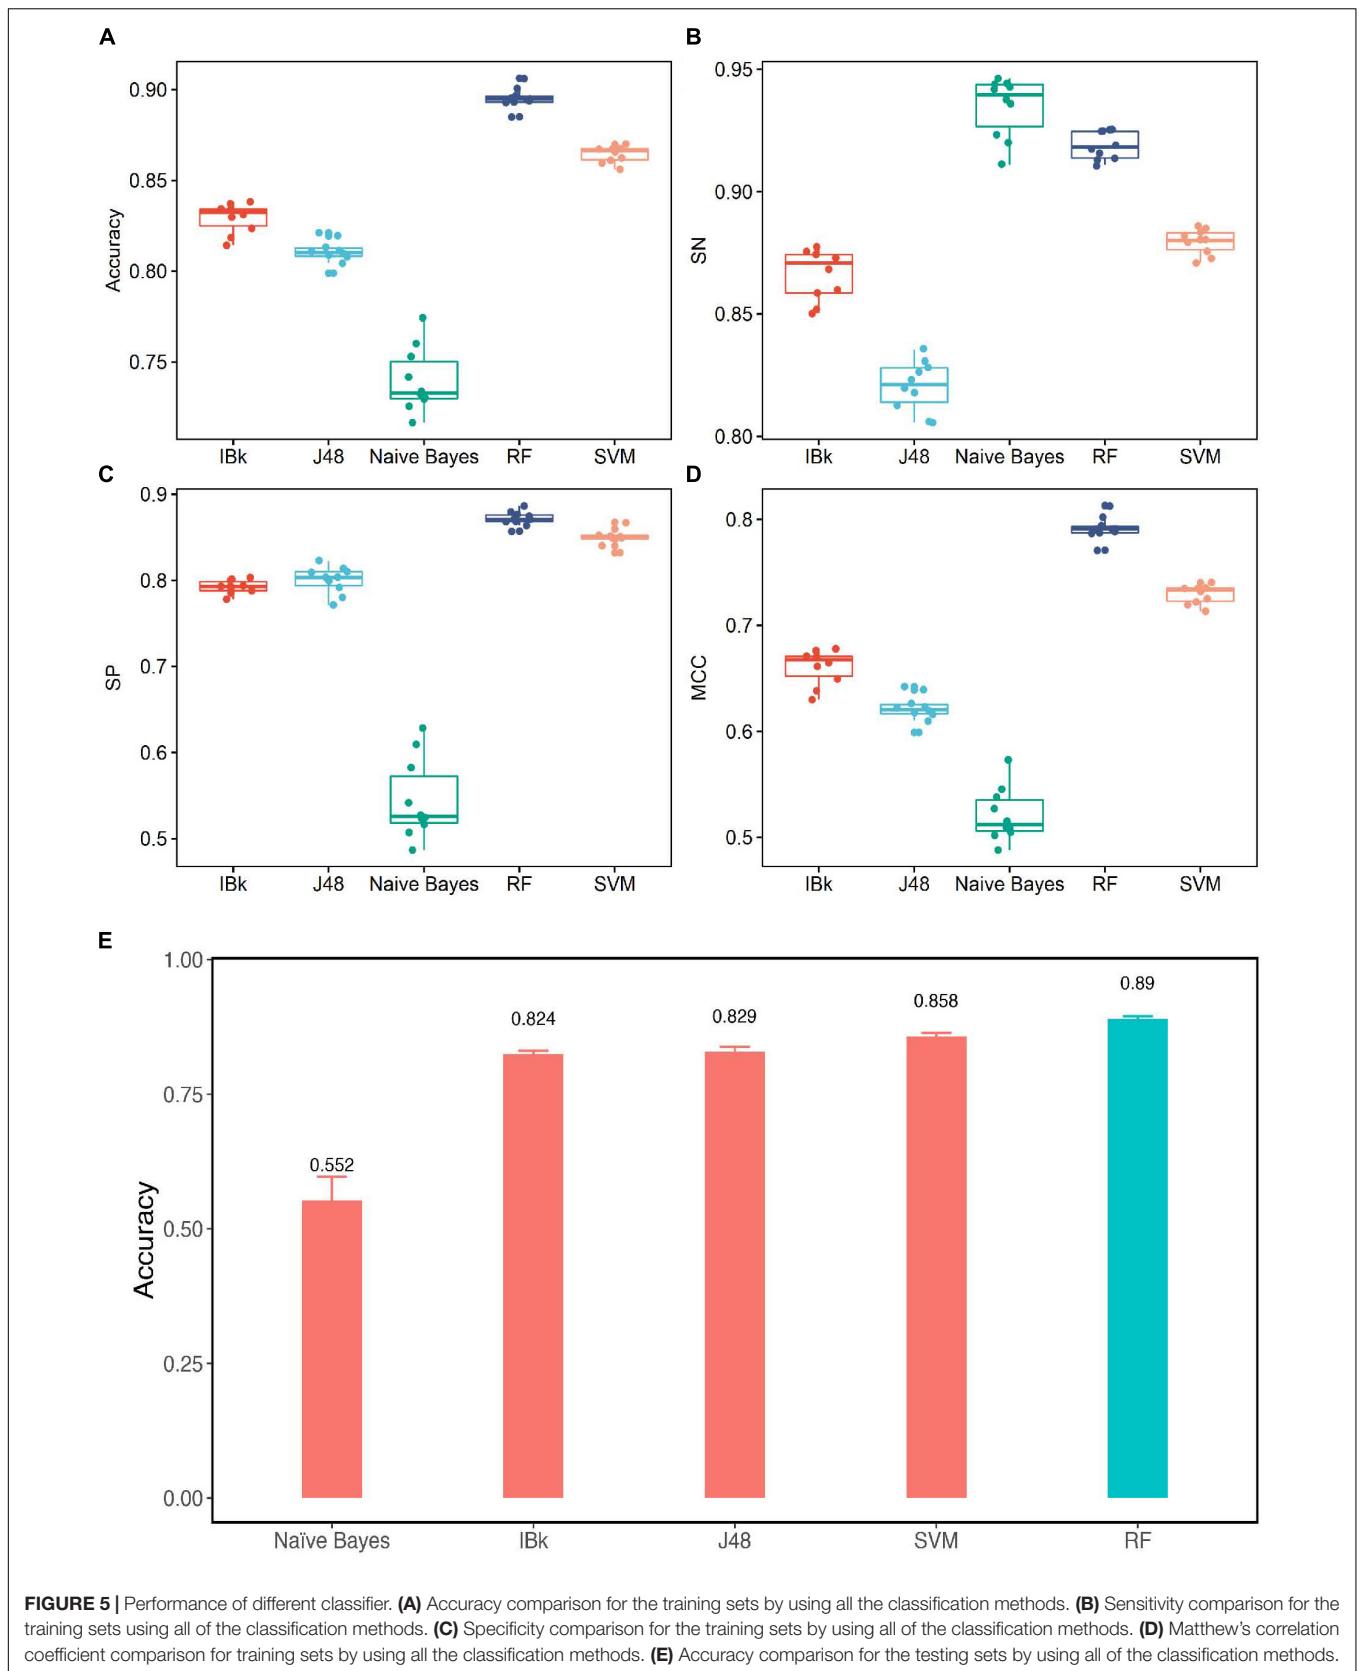 A
B
Accuracy
0.90
0.85
0.80
0.75
IBk J48 Naive Bayes RF SVM
SN
0.95
0.90
0.85
0.80
IBk J48 Naive Bayes RF SVM
C
D
SP
0.9
0.8
0.7
0.6
0.5
IBk J48 Naive Bayes RF SVM
MCC
0.8
0.7
0.6
0.5
IBk J48 Naive Bayes RF SVM
E
Accuracy
1.00
0.75
0.50
0.25
0.00
0.552
0.824
0.829
0.858
0.89
Naïve Bayes IBk J48 SVM RF
FIGURE 5 | Performance of different classifier. (A) Accuracy comparison for the training sets by using all the classification methods. (B) Sensitivity comparison for the
training sets using all of the classification methods. (C) Specificity comparison for the training sets by using all of the classification methods. (D) Matthew's correlation
coefficient comparison for training sets by using all the classification methods. (E) Accuracy comparison for the testing sets by using all of the classification methods.